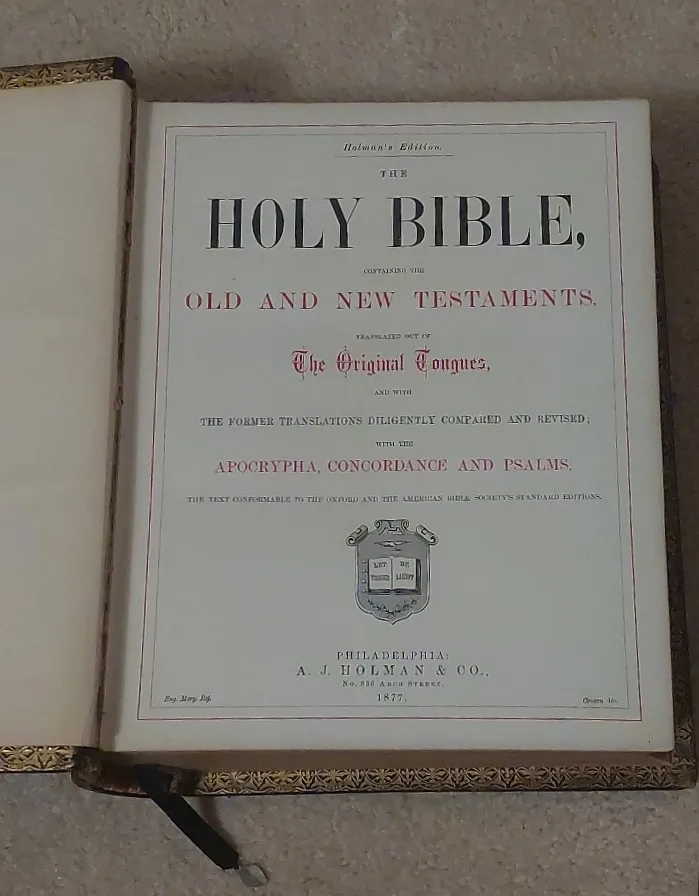 Holman's Edition.
THE
HOLY BIBLE,
CONTAINING THE
OLD AND NEW TESTAMENTS.
TRANSLATED OUT OF
The Original Tongues,
AND WITH
THE FORMER TRANSLATIONS DILIGENTLY COMPARED AND REVISED;
WITH THE
APOCRYPHA, CONCORDANCE AND PSALMS.
THE TEXT CONFORMABLE TO THE OXFORD AND THE AMERICAN BIBLE SOCIETY'S STANDARD EDITIONS.
LET BE
THERE LIGHT
PHILADELPHIA:
A. J. HOLMAN & CO.,
No. 930 ARCH STREET.
1877.